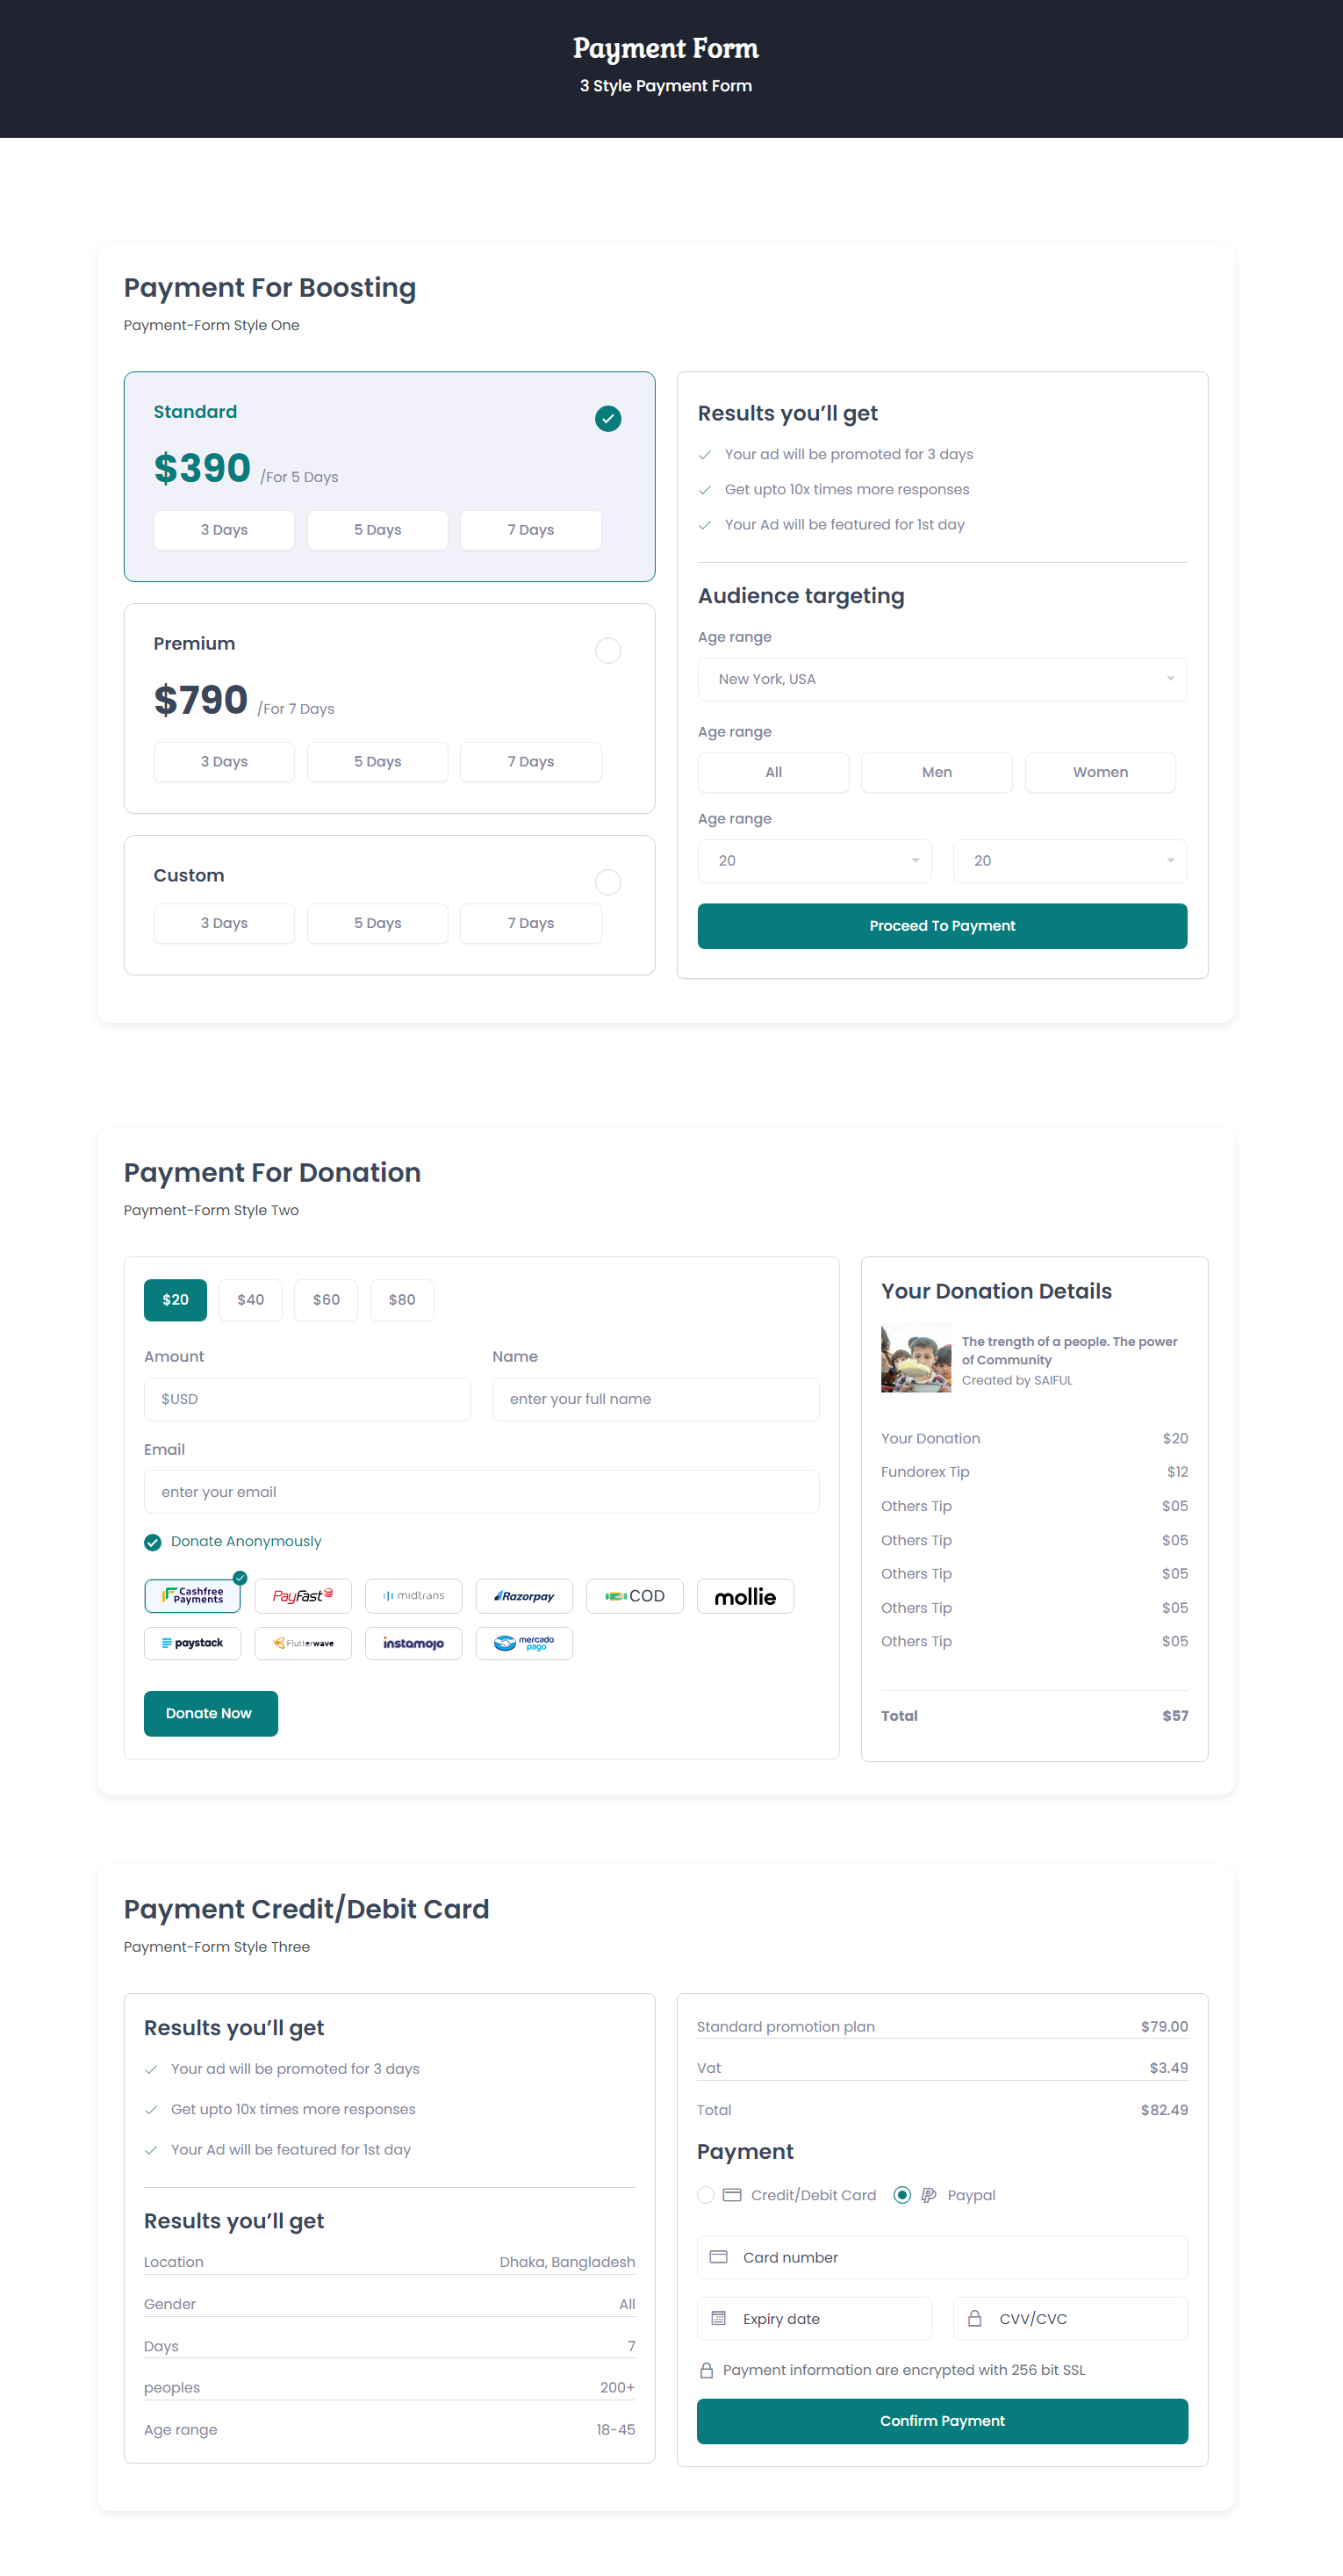 Payment Form
3 Style Payment Form
Payment For Boosting
Payment-Form Style One
Standard
$390 /For 5 Days
3 Days 5 Days 7 Days
Premium
$790 /For 7 Days
3 Days 5 Days 7 Days
Custom
3 Days 5 Days 7 Days
Results you’ll get
Your ad will be promoted for 3 days
Get upto 10x times more responses
Your Ad will be featured for 1st day
Audience targeting
Age range
New York, USA
Age range
All Men Women
Age range
20 20
Proceed To Payment
Payment For Donation
Payment-Form Style Two
$20 $40 $60 $80
Amount Name
$USD enter your full name
Email
enter your email
Donate Anonymously
Cashfree
Payments
PayFast
midtrans
Razorpay
COD
mollie
paystack
Flutterwave
instamojo
mercado
pago
Donate Now
Your Donation Details
The trength of a people. The power
of Community
Created by SAIFUL
Your Donation $20
Fundorex Tip $12
Others Tip $05
Others Tip $05
Others Tip $05
Others Tip $05
Others Tip $05
Total $57
Payment Credit/Debit Card
Payment-Form Style Three
Results you’ll get
Your ad will be promoted for 3 days
Get upto 10x times more responses
Your Ad will be featured for 1st day
Results you’ll get
Location Dhaka, Bangladesh
Gender All
Days 7
peoples 200+
Age range 18-45
Standard promotion plan $79.00
Vat $3.49
Total $82.49
Payment
Credit/Debit Card Paypal
Card number
Expiry date CVV/CVC
Payment information are encrypted with 256 bit SSL
Confirm Payment